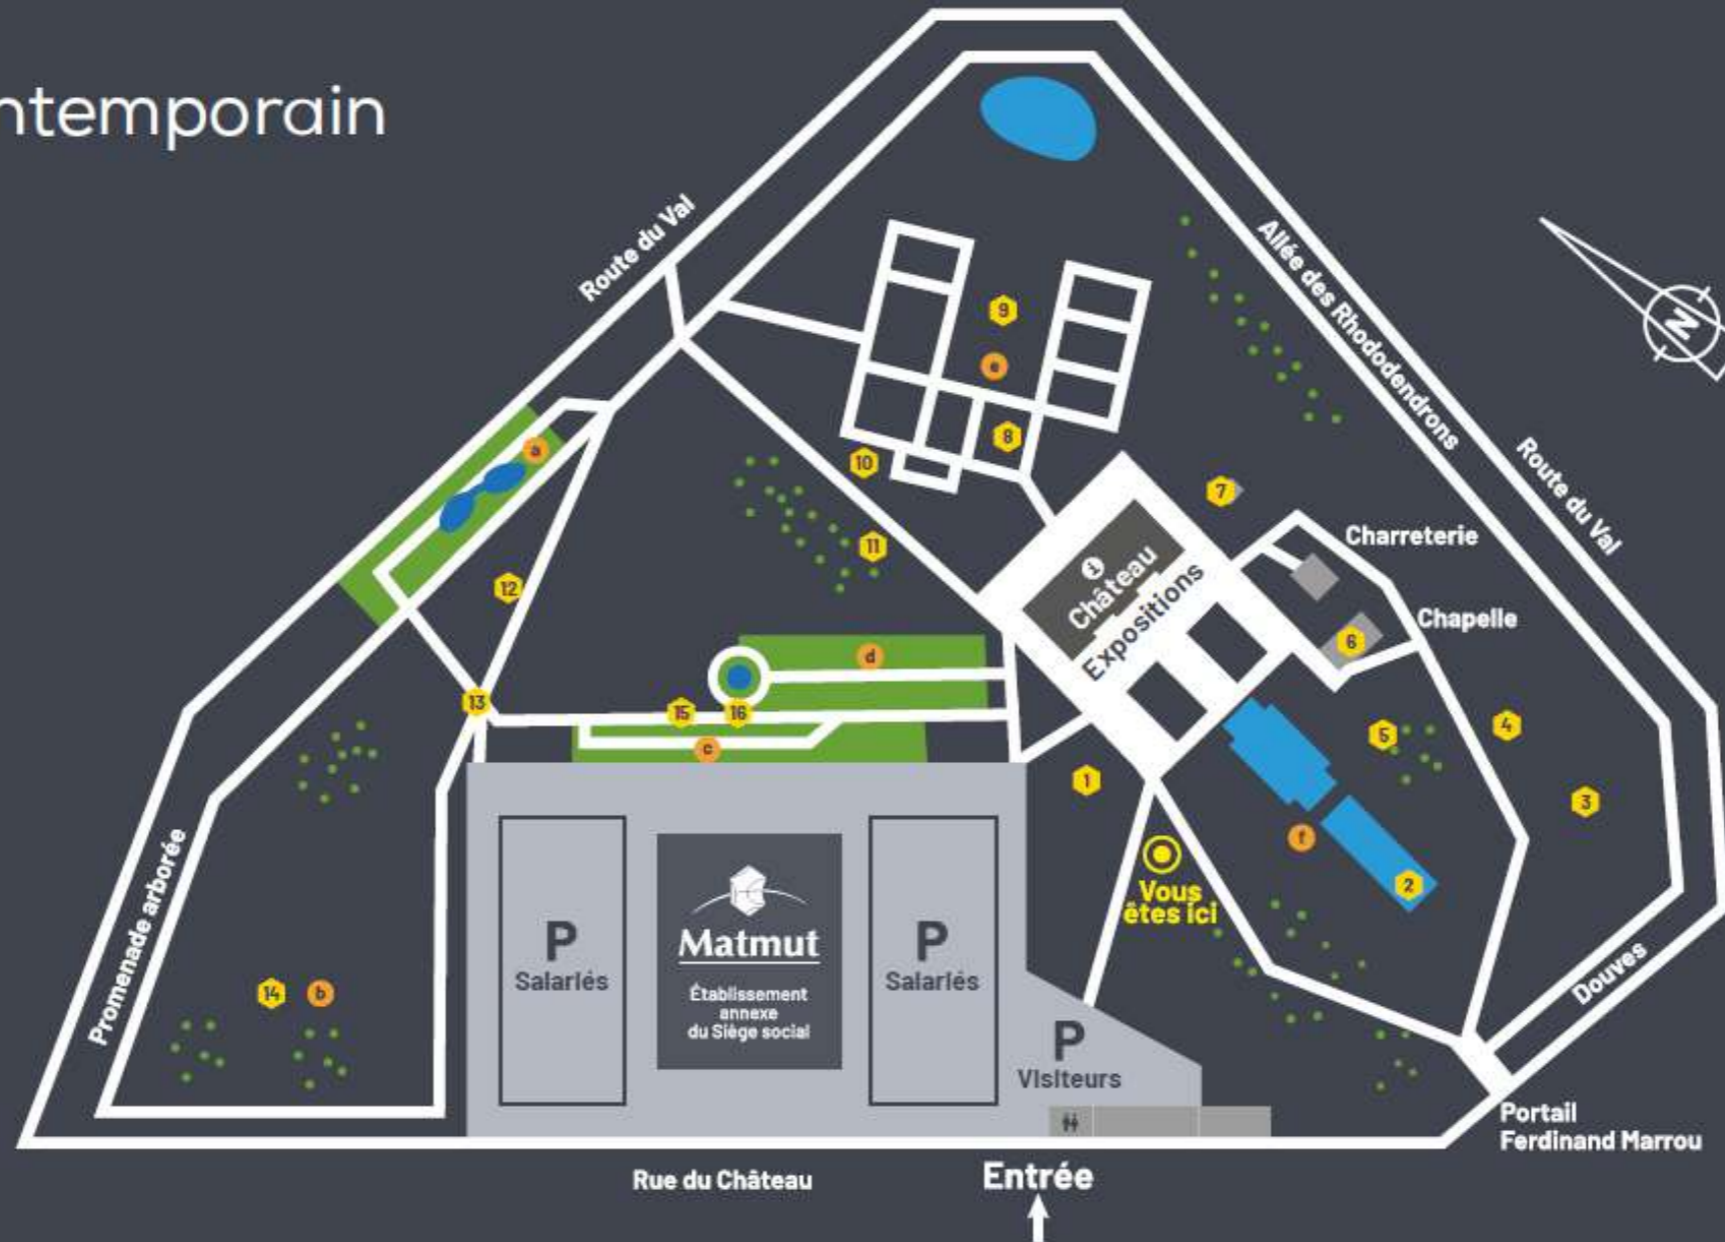 ntemporain
Route du Val
Allée des Rhododendrons
Route du Val
N
9
e
8
10
a
7
11
12
Charreterie
i
Château
Expositions
Chapelle
6
d
13
15
16
c
5
4
1
3
f
2
Vous
êtes ici
Promenade arborée
14
b
P
Salariés
Matmut
Établissement
annexe
du Siège social
P
Salariés
P
Visiteurs
Douves
Portail
Ferdinand Marrou
Rue du Château
Entrée